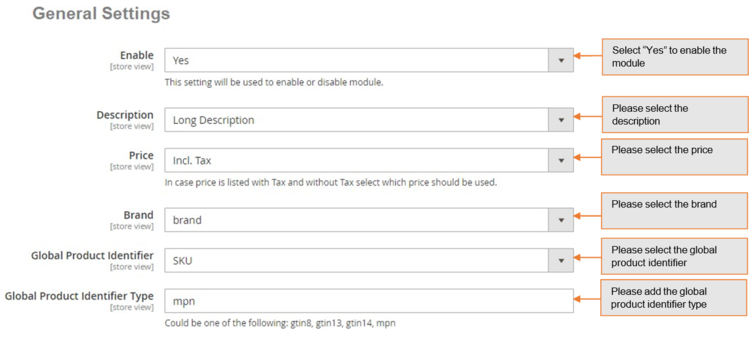 General Settings
Enable
[store view]
Yes
Select "Yes" to enable the
module
This setting will be used to enable or disable module.
Description
[store view]
Long Description
Please select the
description
Price
[store view]
Incl. Tax
Please select the price
In case price is listed with Tax and without Tax select which price should be used.
Brand
[store view]
brand
Please select the brand
Global Product Identifier
[store view]
SKU
Please select the global
product identifier
Global Product Identifier Type
[store view]
mpn
Please add the global
product identifier type
Could be one of the following: gtin8, gtin13, gtin14, mpn